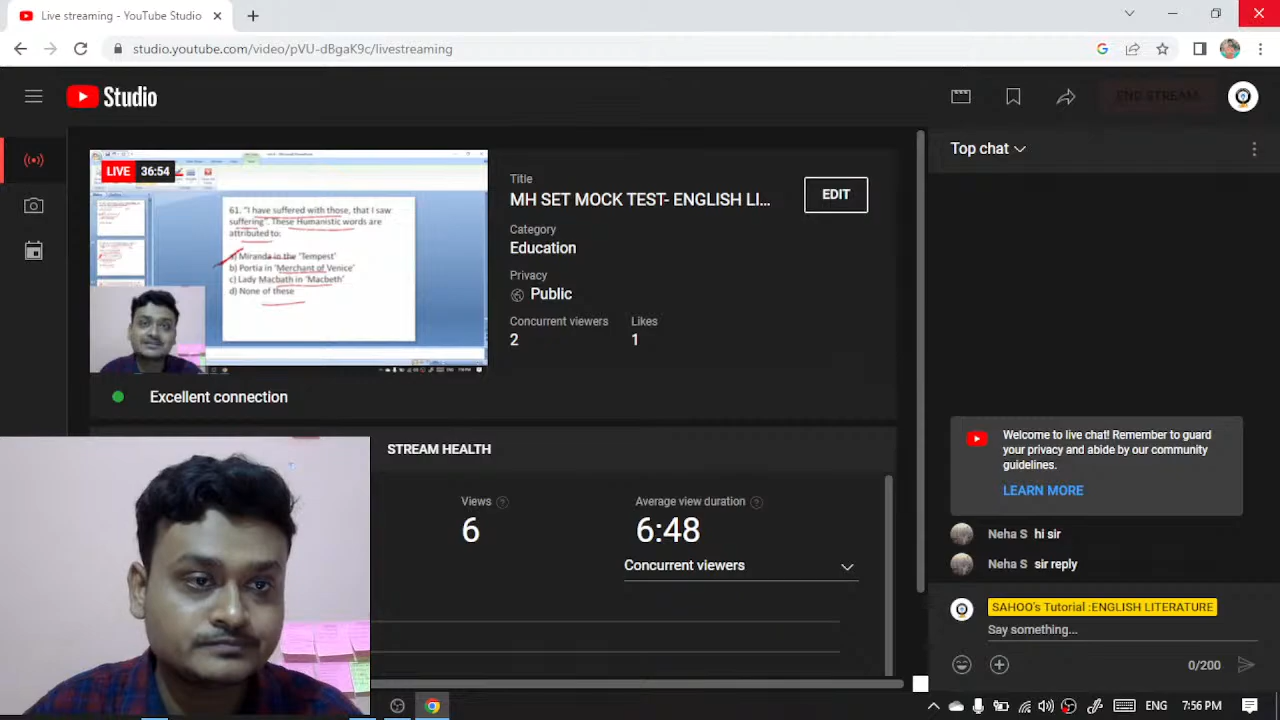 Live streaming - YouTube Studio
studio.youtube.com/video/pVU-dBgaK9c/livestreaming
Studio
END STREAM
LIVE 36:54
61. "I have suffered with those, that I saw
suffering". These Humanistic words are
attributed to:
a) Miranda in the 'Tempest'
b) Portia in 'Merchant of Venice'
c) Lady Macbath in 'Macbeth'
d) None of these
Excellent connection
Title
MH SET MOCK TEST- ENGLISH LI...
EDIT
Category
Education
Privacy
Public
Concurrent viewers
2
Likes
1
STREAM HEALTH
Views
6
Average view duration
6:48
Concurrent viewers
Top chat
Welcome to live chat! Remember to guard
your privacy and abide by our community
guidelines.
LEARN MORE
Neha S hi sir
Neha S sir reply
SAHOO's Tutorial :ENGLISH LITERATURE
Say something...
0/200
ENG 7:56 PM